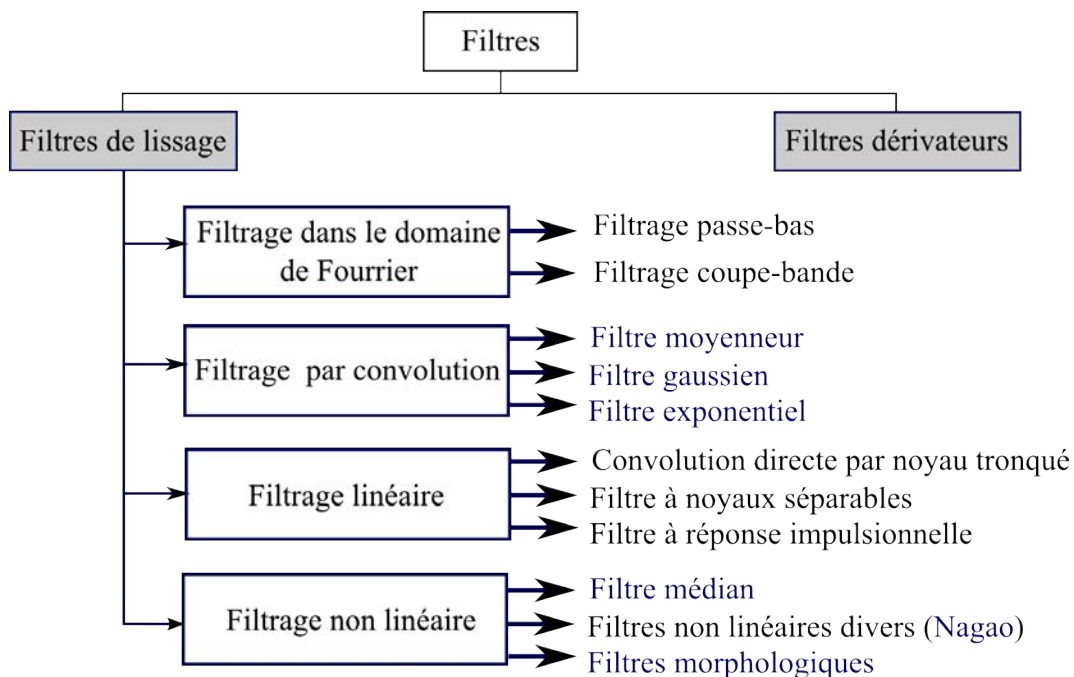 Filtres
Filtres de lissage
Filtres dérivateurs
Filtrage dans le domaine
de Fourrier
Filtrage passe-bas
Filtrage coupe-bande
Filtrage par convolution
Filtre moyenneur
Filtre gaussien
Filtre exponentiel
Filtrage linéaire
Convolution directe par noyau tronqué
Filtre à noyaux séparables
Filtre à réponse impulsionnelle
Filtrage non linéaire
Filtre médian
Filtres non linéaires divers (Nagao)
Filtres morphologiques